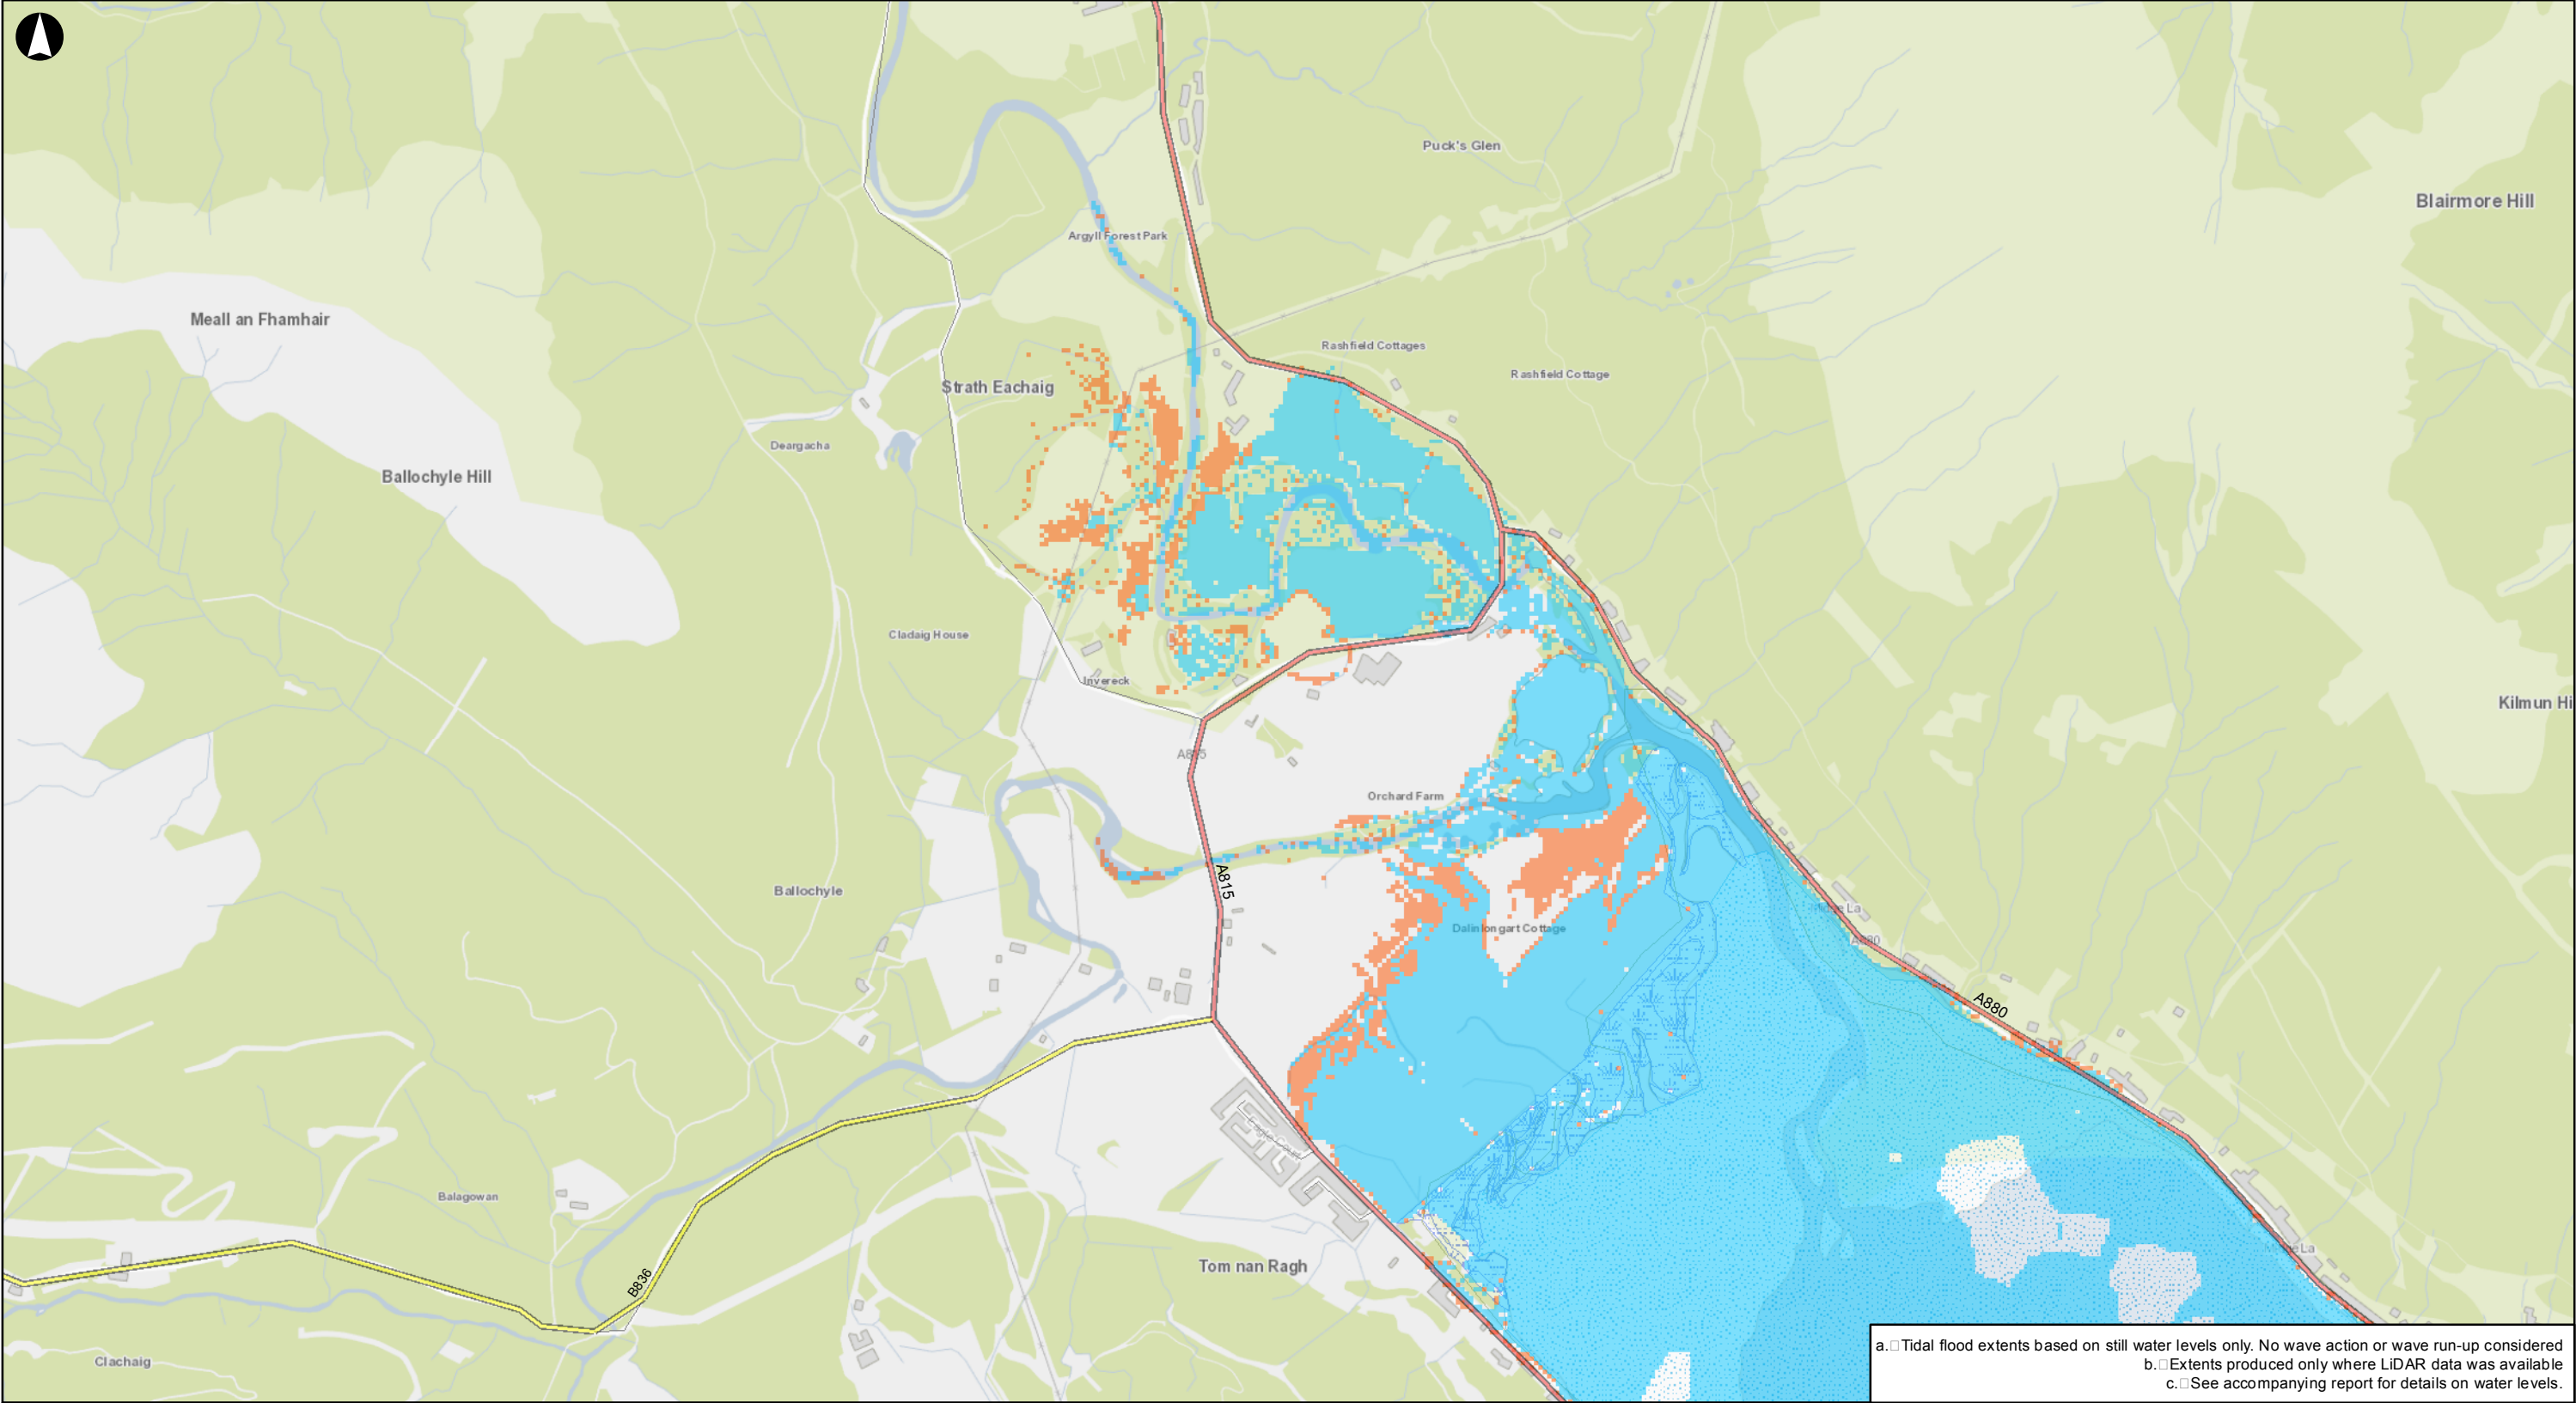 Puck's Glen
Blairmore Hill
Argyll Forest Park
Meall an Fhamhair
Rashfield Cottages
Rashfield Cottage
Strath Eachaig
Deargacha
Ballochyle Hill
Cladaig House
Invereck
Kilmun Hi
A815
Orchard Farm
A815
Ballochyle
Dalinlongart Cottage
A880
A880
Eagle Court
Balagowan
Tom nan Ragh
B836
Clachaig
a. Tidal flood extents based on still water levels only. No wave action or wave run-up considered
b. Extents produced only where LiDAR data was available
c. See accompanying report for details on water levels.